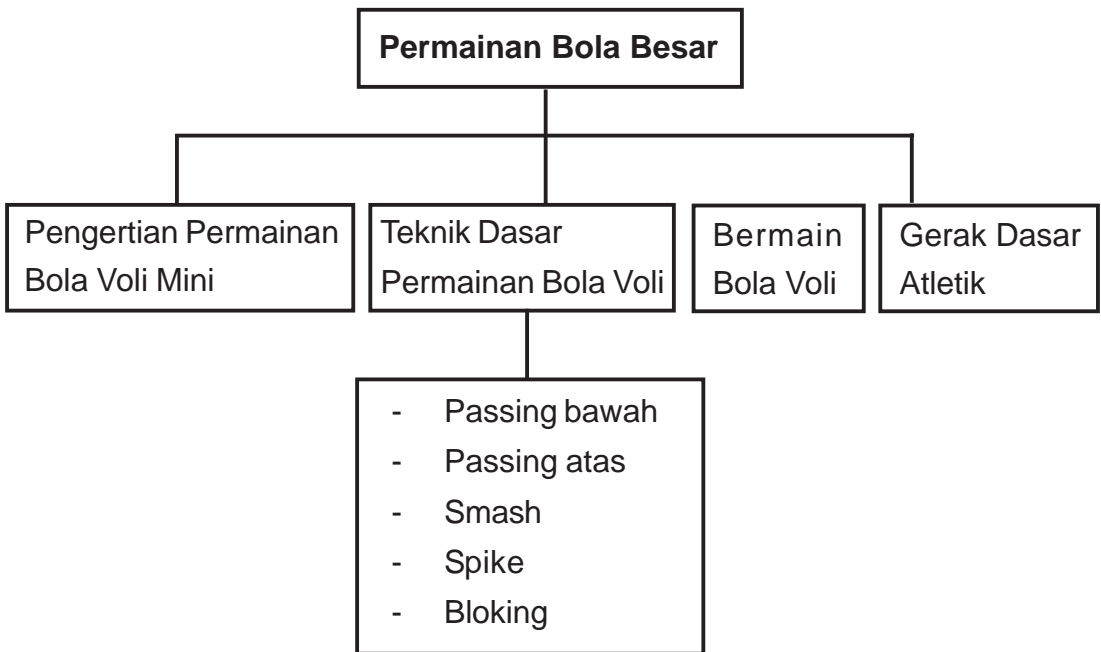 Permainan Bola Besar
Pengertian Permainan
Bola Voli Mini
Teknik Dasar
Permainan Bola Voli
Bermain
Bola Voli
Gerak Dasar
Atletik
- Passing bawah
- Passing atas
- Smash
- Spike
- Bloking